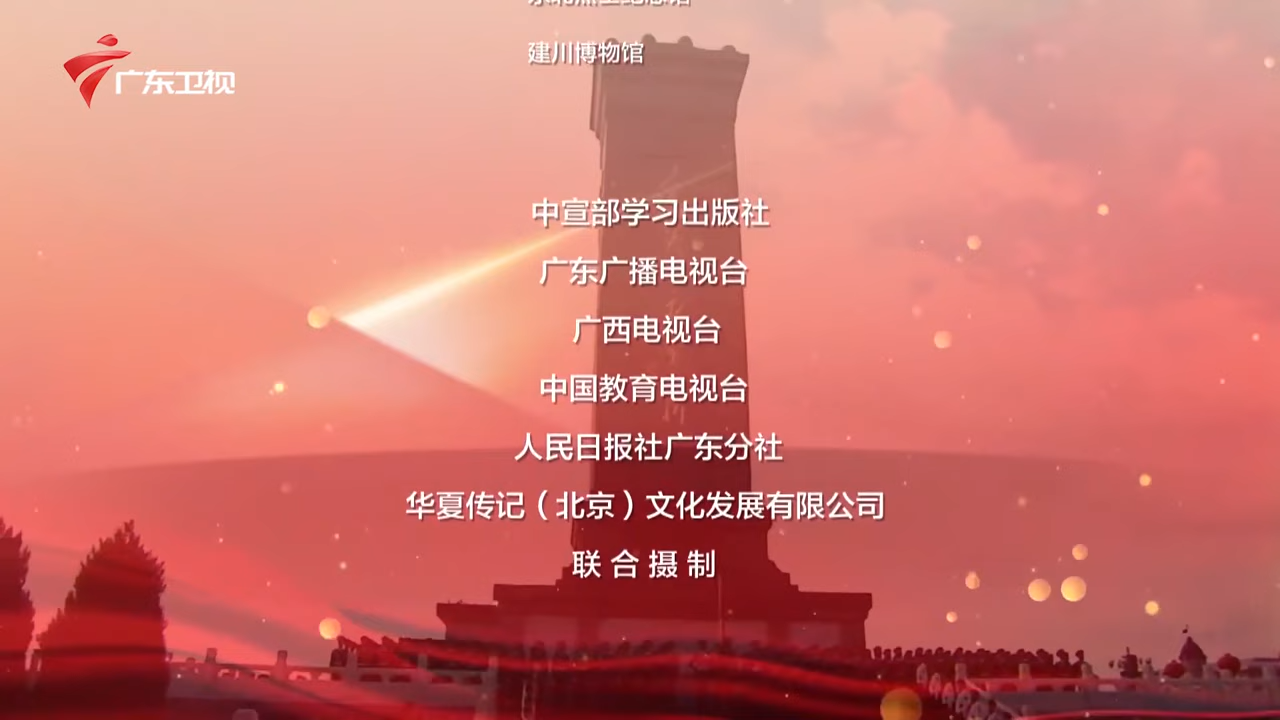 建川博物馆
广东卫视
中宣部学习出版社
广东广播电视台
广西电视台
中国教育电视台
人民日报社广东分社
华夏传记（北京）文化发展有限公司
联合摄制